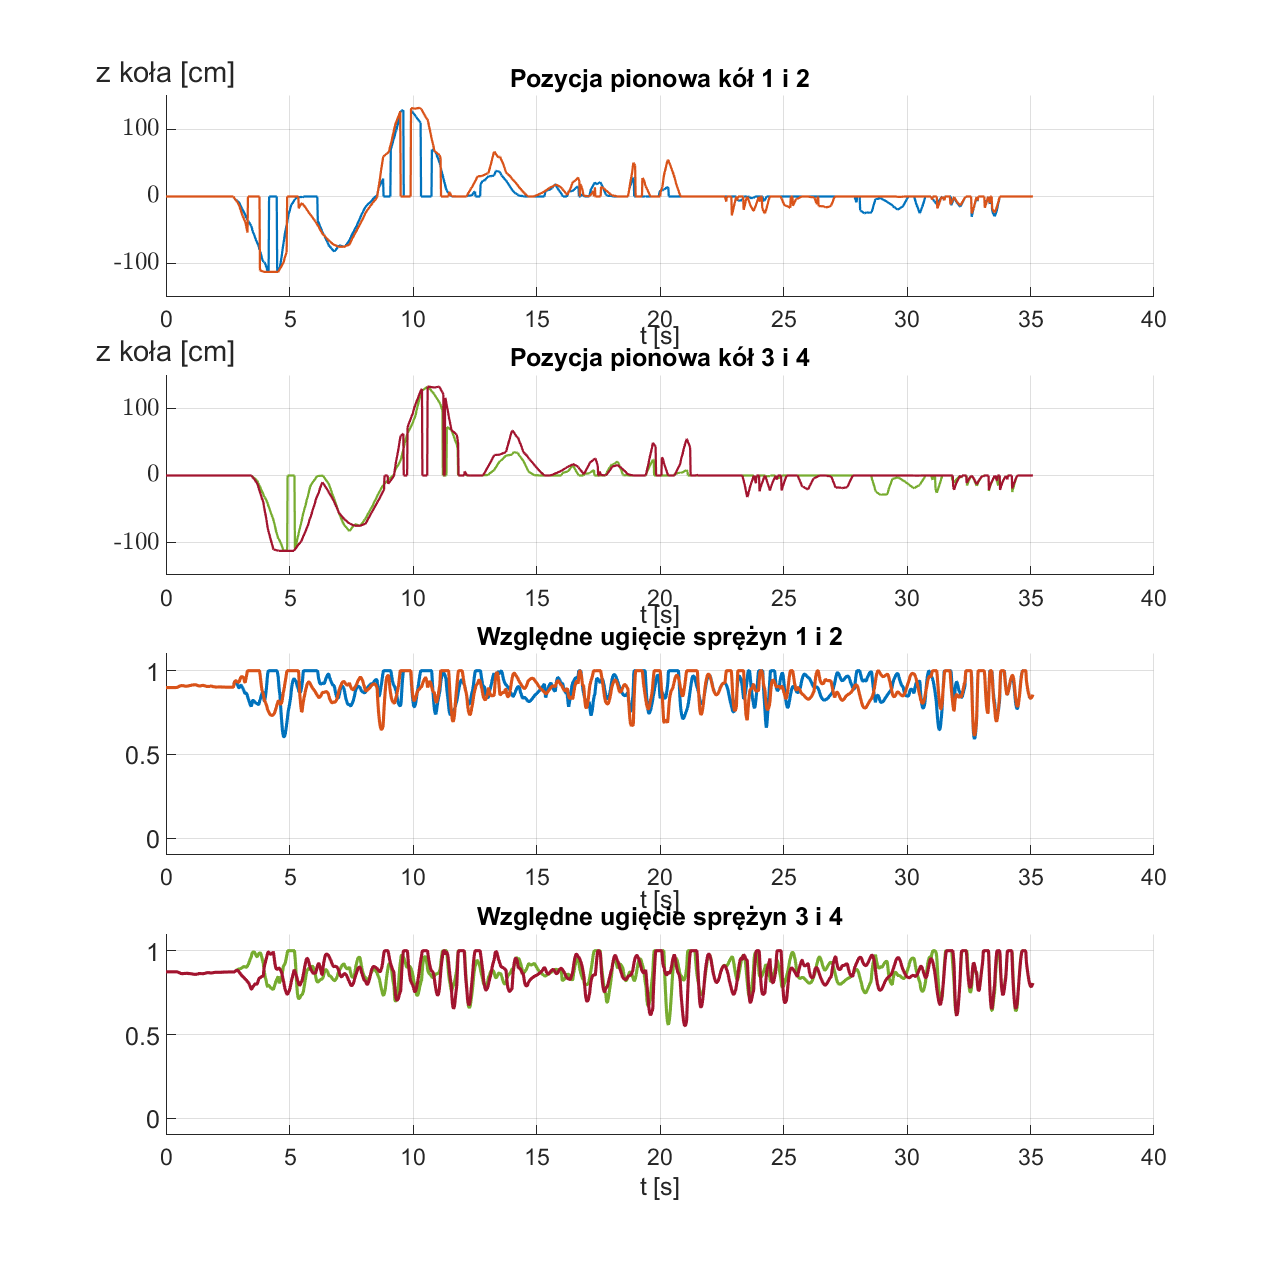 z koła [cm]
Pozycja pionowa kół 1 i 2
100
0
-100
0 5 10 15 20 25 30 35 40
t [s]
z koła [cm]
Pozycja pionowa kół 3 i 4
100
0
-100
0 5 10 15 20 25 30 35 40
t [s]
Względne ugięcie sprężyn 1 i 2
1
0.5
0
0 5 10 15 20 25 30 35 40
t [s]
Względne ugięcie sprężyn 3 i 4
1
0.5
0
0 5 10 15 20 25 30 35 40
t [s]